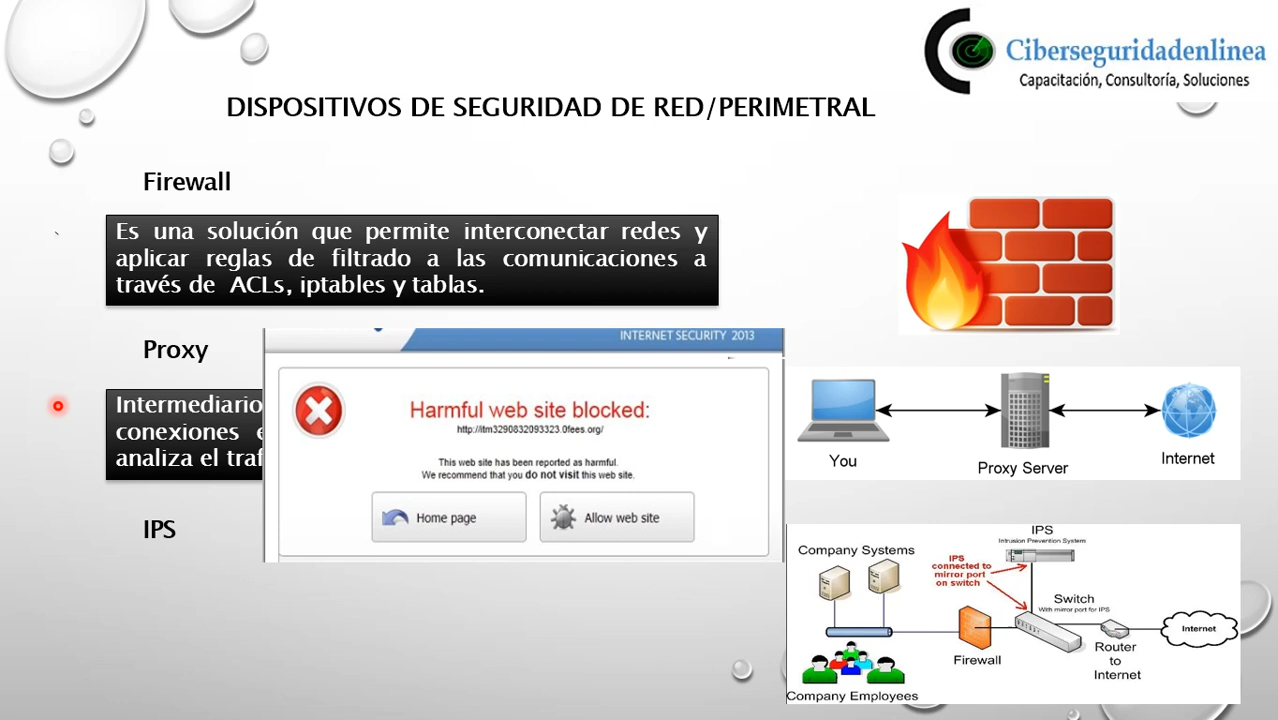 Ciberseguridadenlinea
Capacitación, Consultoría, Soluciones
DISPOSITIVOS DE SEGURIDAD DE RED/PERIMETRAL
Firewall
Es una solución que permite interconectar redes y
aplicar reglas de filtrado a las comunicaciones a
través de ACLs, iptables y tablas.
Proxy
Intermediario
conexiones
analiza el
INTERNET SECURITY 2013
Harmful web site blocked:
http://itm3290832093323.0fees.org/
This web site has been reported as harmful.
We recommend that you do not visit this web site.
Home page
Allow web site
You
Proxy Server
Internet
IPS
IPS
Intrusion Prevention System
Company Systems
IPS
connected to
mirror port
on switch
Switch
With mirror port for IPS
Internet
Firewall
Router
to
Internet
Company Employees